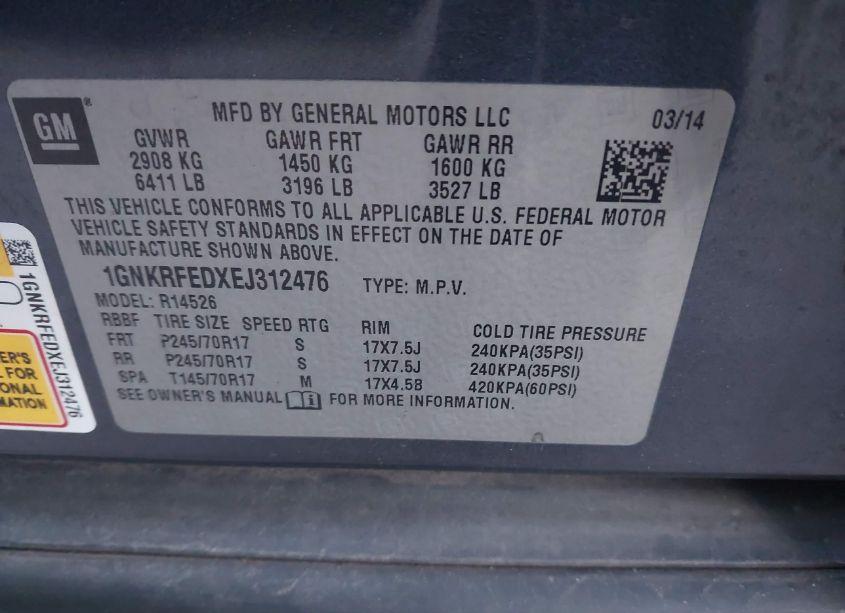 GM®
MFD BY GENERAL MOTORS LLC 03/14
GVWR GAWR FRT GAWR RR
2908 KG 1450 KG 1600 KG
6411 LB 3196 LB 3527 LB
THIS VEHICLE CONFORMS TO ALL APPLICABLE U.S. FEDERAL MOTOR
VEHICLE SAFETY STANDARDS IN EFFECT ON THE DATE OF
MANUFACTURE SHOWN ABOVE.
1GNKRFEDXEJ312476 TYPE: M.P.V.
MODEL: R14526
RBBF TIRE SIZE SPEED RTG RIM COLD TIRE PRESSURE
FRT P245/70R17 S 17X7.5J 240KPA(35PSI)
RR P245/70R17 S 17X7.5J 240KPA(35PSI)
SPA T145/70R17 M 17X4.5B 420KPA(60PSI)
SEE OWNER'S MANUAL FOR MORE INFORMATION.
1GNKRFEDXEJ312476
ER'S
FOR
ONAL
MATION